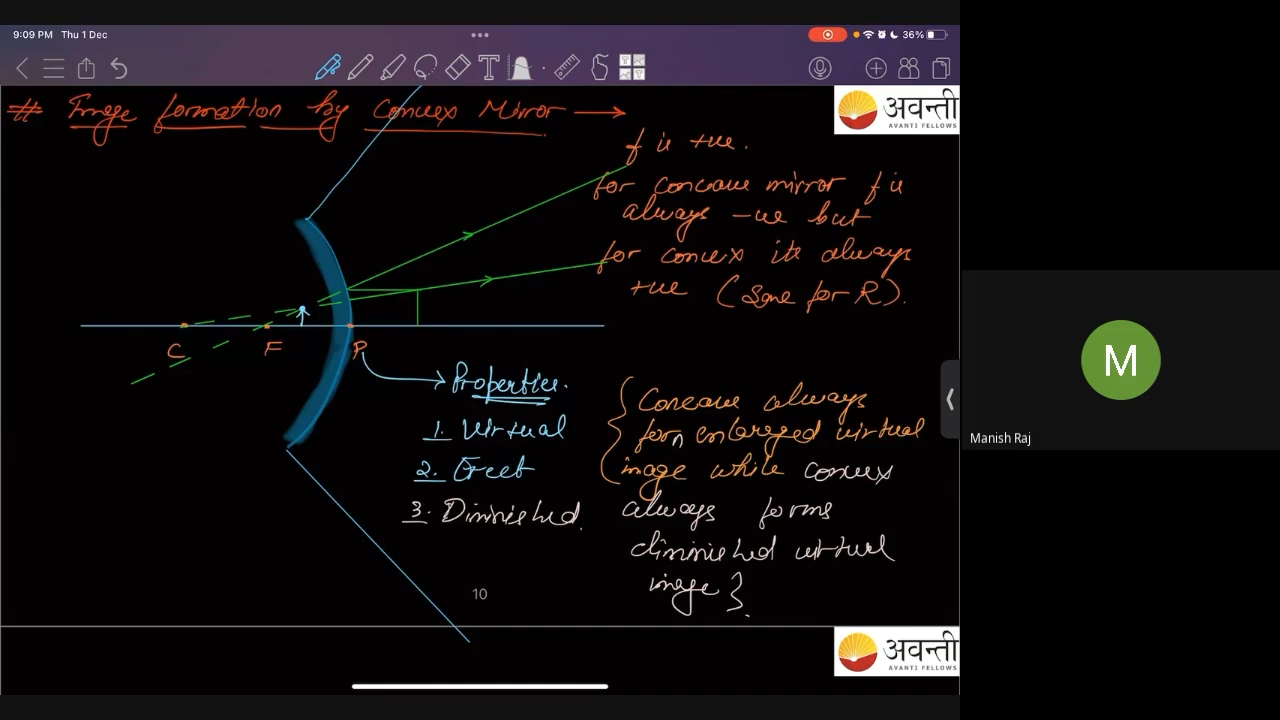 9:09 PM Thu 1 Dec
36%
# Image formation by Convex Mirror →
अवन्ती
AVANTI FELLOWS
f is +ve.
for concave mirror f is
always -ve but
for convex its always
+ve (Same for R).
C F P
Properties.
1. Virtual
2. Erect
3. Diminished.
{Concave always
form enlarged virtual
image while convex
always forms
diminished virtual
image}.
10
अवन्ती
AVANTI FELLOWS
M
Manish Raj